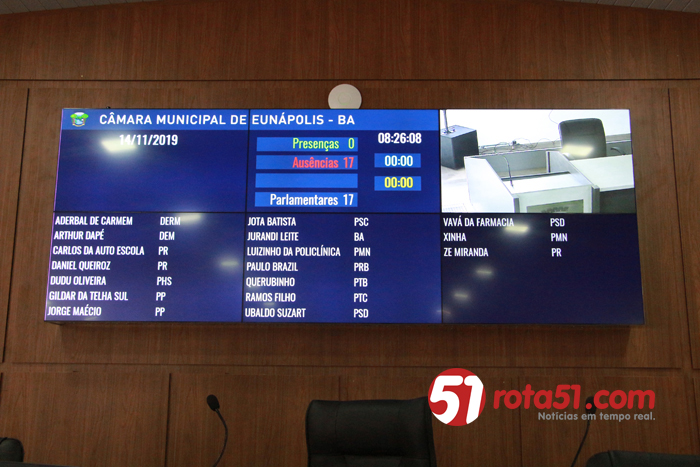 CÂMARA MUNICIPAL DE EUNÁPOLIS - BA
14/11/2019
Presenças 0
08:26:08
Ausências 17
00:00
00:00
Parlamentares 17
ADERBAL DE CARMEM DERM
ARTHUR DAPÉ DEM
CARLOS DA AUTO ESCOLA PR
DANIEL QUEIROZ PR
DUDU OLIVEIRA PHS
GILDAR DA TELHA SUL PP
JORGE MAÉCIO PP
JOTA BATISTA PSC
JURANDI LEITE BA
LUIZINHO DA POLICLÍNICA PMN
PAULO BRAZIL PRB
QUERUBINHO PTB
RAMOS FILHO PTC
UBALDO SUZART PSD
VAVÁ DA FARMACIA PSD
XINHA PMN
ZE MIRANDA PR
51 rota51.com
Notícias em tempo real.